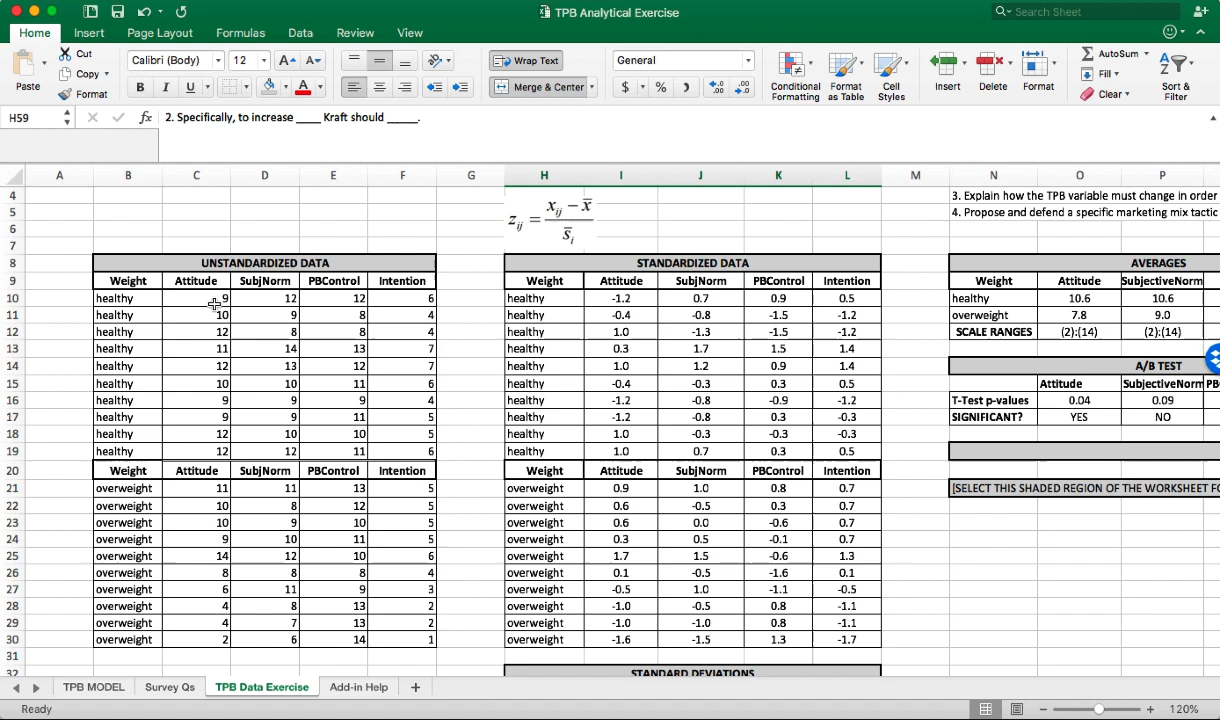 TPB Analytical Exercise
Search Sheet
Home Insert Page Layout Formulas Data Review View
Paste
Cut
Copy
Format
Calibri (Body) 12
B I U
Wrap Text
Merge & Center
General
$ %
Conditional Formatting
Format as Table
Cell Styles
Insert Delete Format
AutoSum
Fill
Clear
Sort & Filter
H59 fx 2. Specifically, to increase ____ Kraft should ______.
A B C D E F G H I J K L M N O P
4 3. Explain how the TPB variable must change in order
5 4. Propose and defend a specific marketing mix tactic
6
7
8 UNSTANDARDIZED DATA STANDARDIZED DATA AVERAGES
9 Weight Attitude SubjNorm PBControl Intention Weight Attitude SubjNorm PBControl Intention Weight Attitude SubjectiveNorm
10 healthy 9 12 12 6 healthy -1.2 0.7 0.9 0.5 healthy 10.6 10.6
11 healthy 10 9 8 4 healthy -0.4 -0.8 -1.5 -1.2 overweight 7.8 9.0
12 healthy 12 8 8 4 healthy 1.0 -1.3 -1.5 -1.2 SCALE RANGES (2):(14) (2):(14)
13 healthy 11 14 13 7 healthy 0.3 1.7 1.5 1.4
14 healthy 12 13 12 7 healthy 1.0 1.2 0.9 1.4 A/B TEST
15 healthy 10 10 11 6 healthy -0.4 -0.3 0.3 0.5 Attitude SubjectiveNorm PB
16 healthy 9 9 9 4 healthy -1.2 -0.8 -0.9 -1.2 T-Test p-values 0.04 0.09
17 healthy 9 9 11 5 healthy -1.2 -0.8 0.3 -0.3 SIGNIFICANT? YES NO
18 healthy 12 10 10 5 healthy 1.0 -0.3 -0.3 -0.3
19 healthy 12 12 11 6 healthy 1.0 0.7 0.3 0.5
20 Weight Attitude SubjNorm PBControl Intention Weight Attitude SubjNorm PBControl Intention
21 overweight 11 11 13 5 overweight 0.9 1.0 0.8 0.7 [SELECT THIS SHADED REGION OF THE WORKSHEET FO
22 overweight 10 8 12 5 overweight 0.6 -0.5 0.3 0.7
23 overweight 10 9 10 5 overweight 0.6 0.0 -0.6 0.7
24 overweight 9 10 11 5 overweight 0.3 0.5 -0.1 0.7
25 overweight 14 12 10 6 overweight 1.7 1.5 -0.6 1.3
26 overweight 8 8 8 4 overweight 0.1 -0.5 -1.6 0.1
27 overweight 6 11 9 3 overweight -0.5 1.0 -1.1 -0.5
28 overweight 4 8 13 2 overweight -1.0 -0.5 0.8 -1.1
29 overweight 4 7 13 2 overweight -1.0 -1.0 0.8 -1.1
30 overweight 2 6 14 1 overweight -1.6 -1.5 1.3 -1.7
31
32 STANDARD DEVIATIONS
TPB MODEL Survey Qs TPB Data Exercise Add-in Help +
Ready 120%